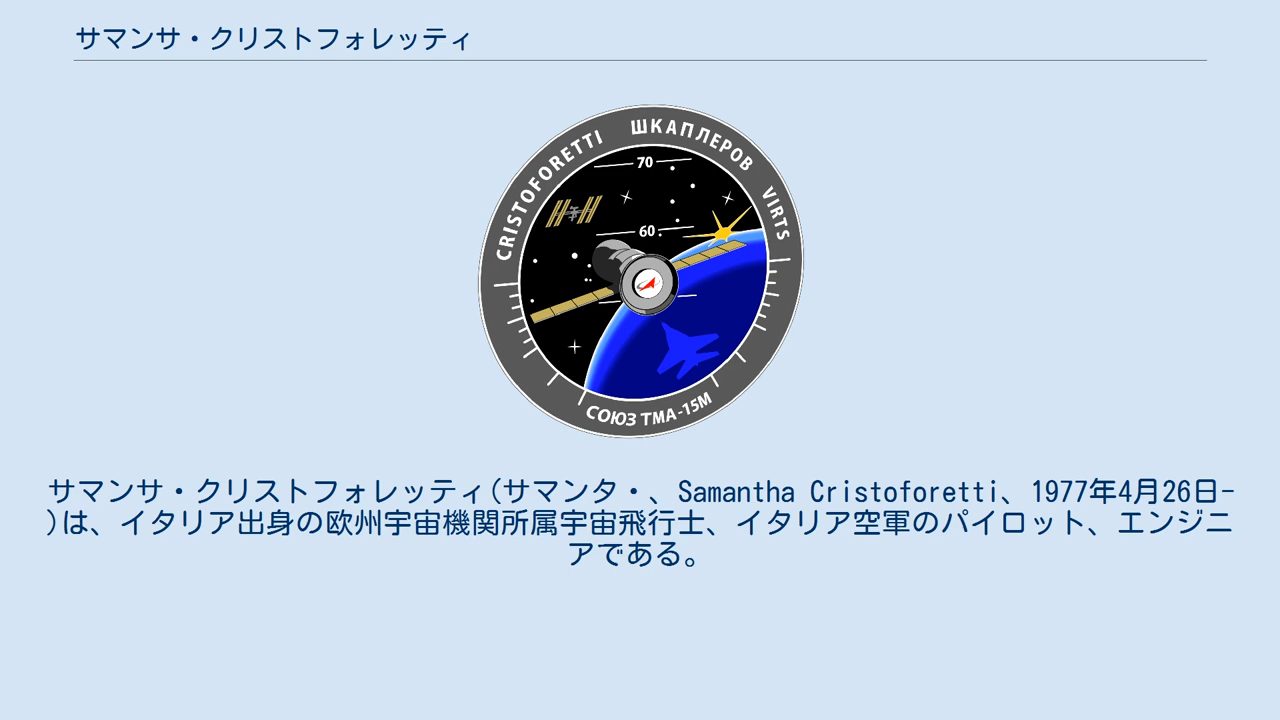 サマンサ・クリストフォレッティ
CRISTOFORETTI ШКАПЛЕРОВ VIRTS
70
60
СОЮЗ ТМА-15М
サマンサ・クリストフォレッティ(サマンタ・、Samantha Cristoforetti、1977年4月26日-
)は、イタリア出身の欧州宇宙機関所属宇宙飛行士、イタリア空軍のパイロット、エンジニ
アである。